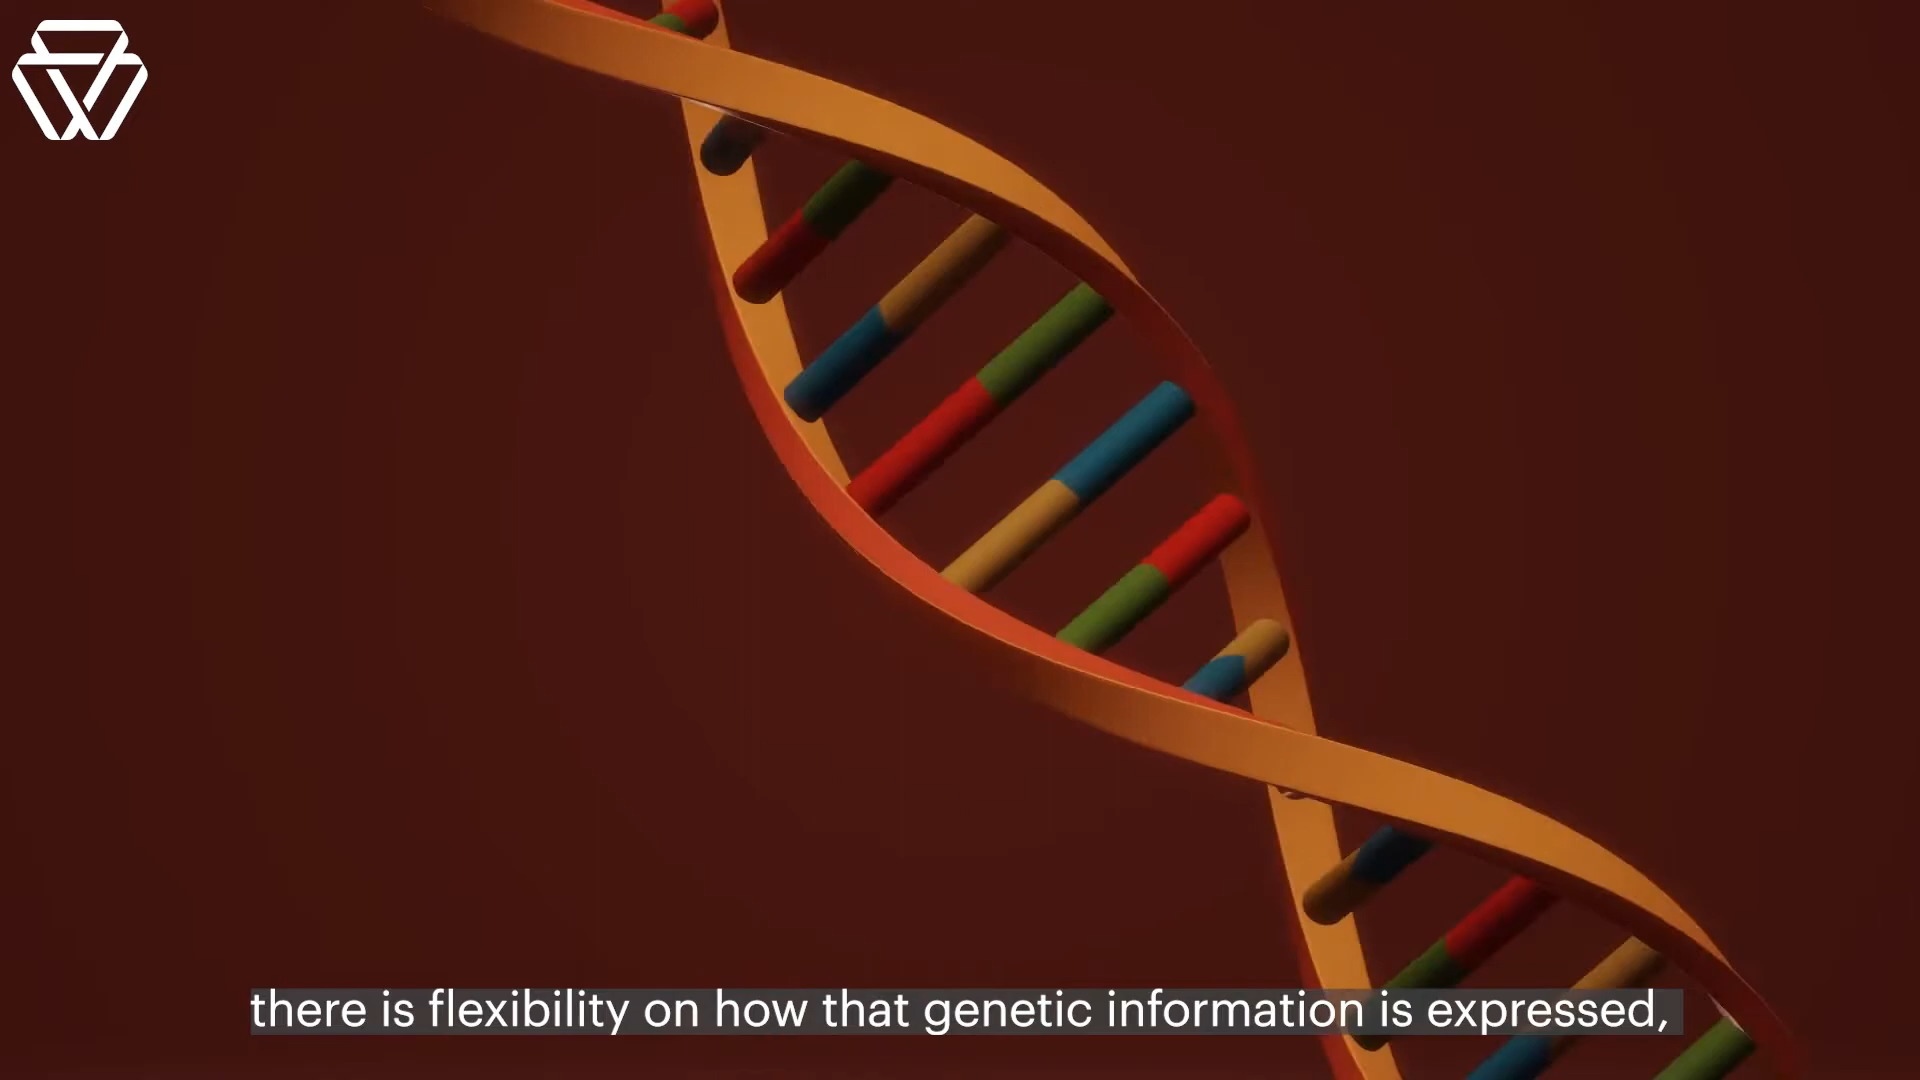 there is flexibility on how that genetic information is expressed,